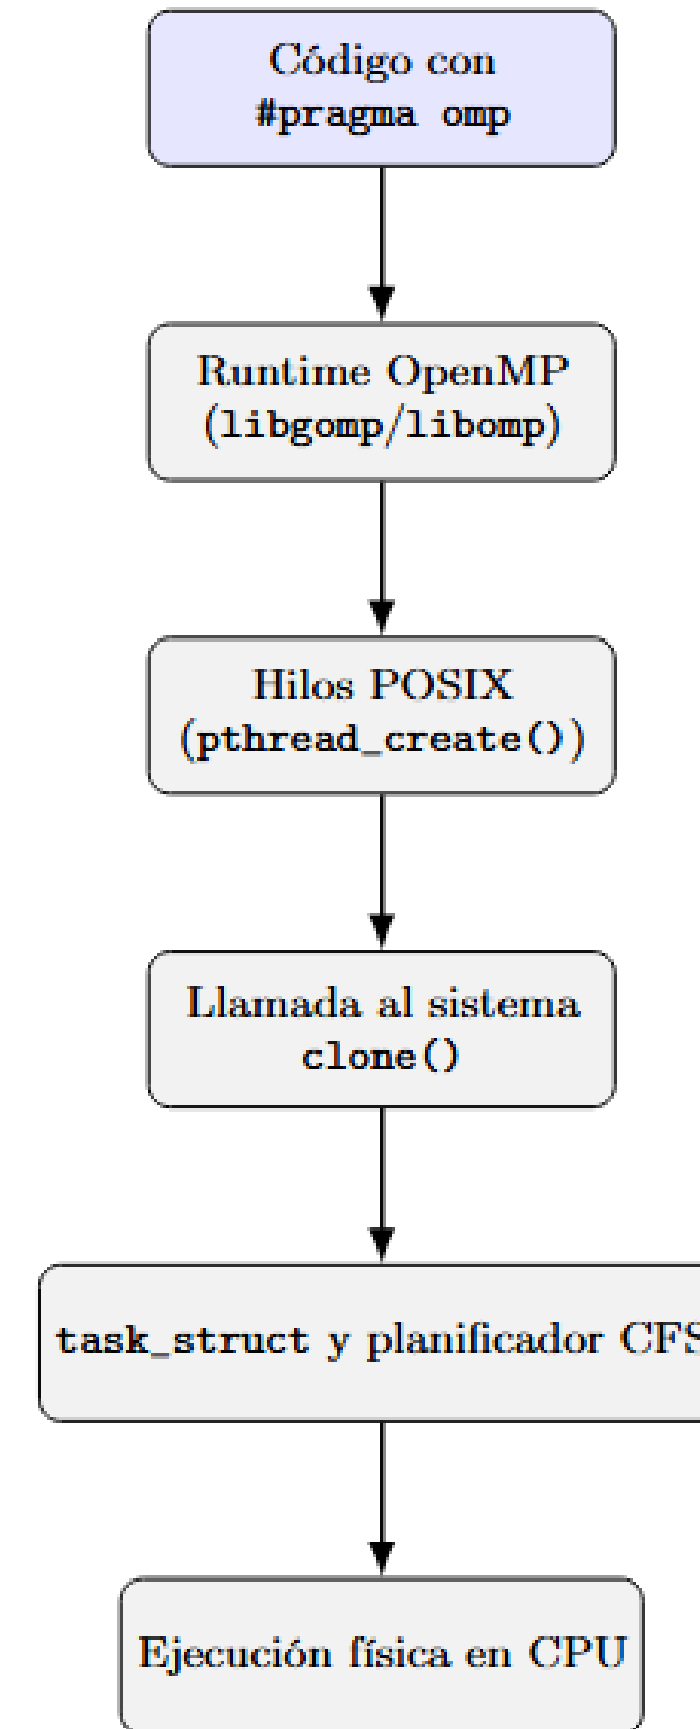 Código con
#pragma omp
Runtime OpenMP
(libgomp/libomp)
Hilos POSIX
(pthread_create())
Llamada al sistema
clone()
task_struct y planificador CFS
Ejecución física en CPU